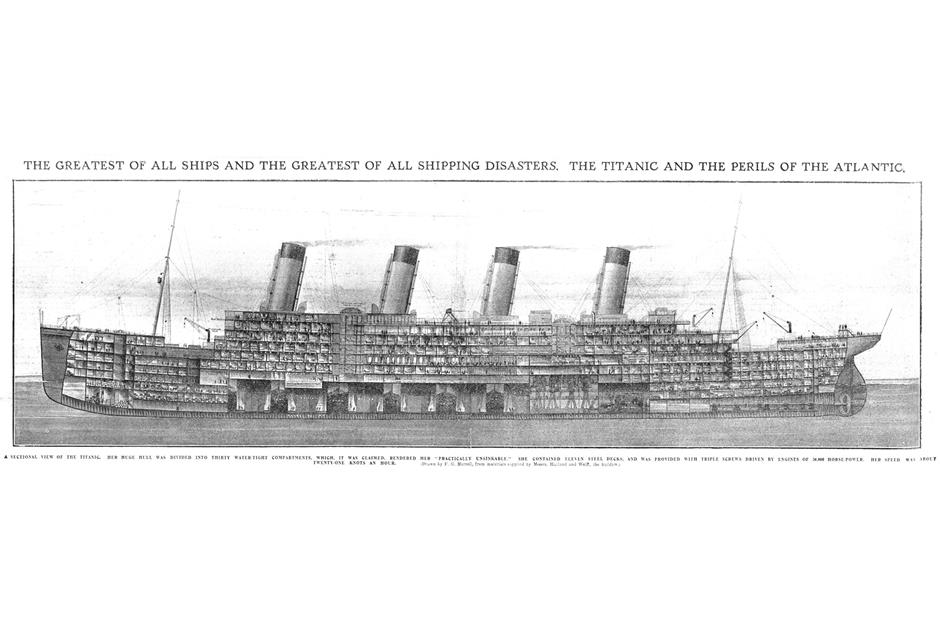 THE GREATEST OF ALL SHIPS AND THE GREATEST OF ALL SHIPPING DISASTERS. THE TITANIC AND THE PERILS OF THE ATLANTIC.
A SECTIONAL VIEW OF THE TITANIC. HER HUGE HULL WAS DIVIDED INTO THIRTY WATER-TIGHT COMPARTMENTS, WHICH, IT WAS CLAIMED, RENDERED HER "PRACTICALLY UNSINKABLE." SHE CONTAINED ELEVEN STEEL DECKS, AND WAS PROVIDED WITH TRIPLE SCREWS DRIVEN BY ENGINES OF HORSE-POWER. HER SPEED WAS ABOUT
TWENTY-ONE KNOTS AN HOUR. (Drawn by from materials supplied by Messrs. Harland and Wolff, the builders.)